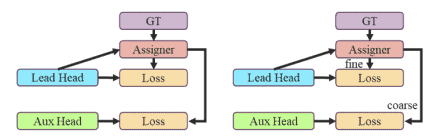 GT GT
Assigner Assigner
fine
Lead Head Loss Lead Head Loss
coarse
Aux Head Loss Aux Head Loss